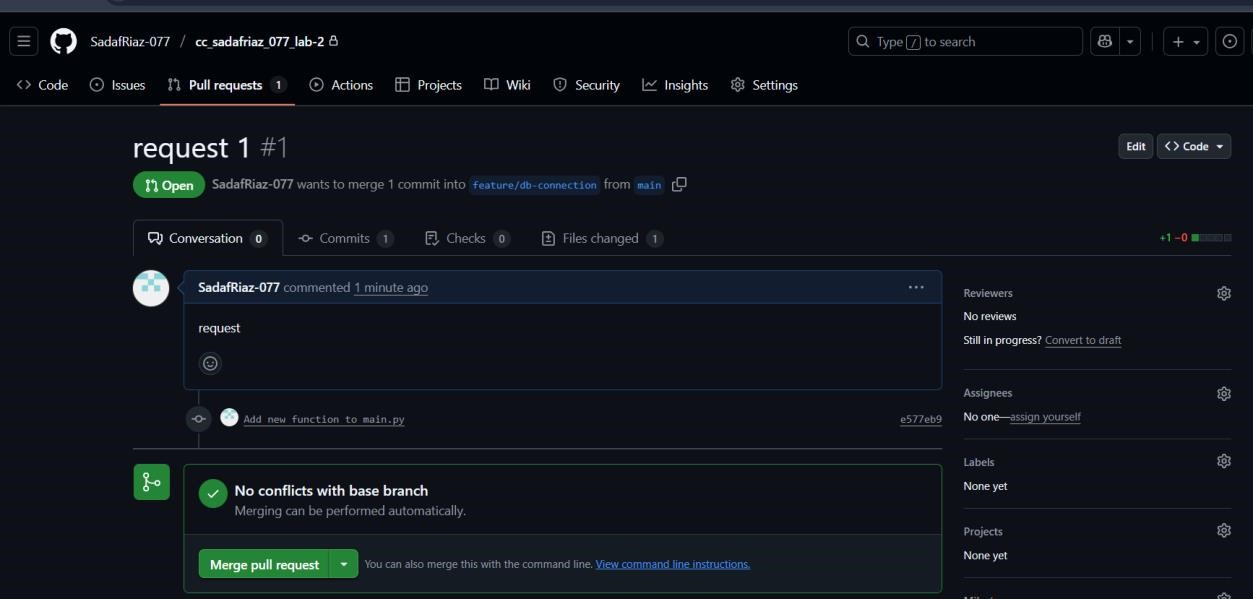 SadafRiaz-077 / cc_sadafriaz_077_lab-2
Type / to search
Code Issues Pull requests 1 Actions Projects Wiki Security Insights Settings
request 1 #1
Edit <> Code
Open SadafRiaz-077 wants to merge 1 commit into feature/db-connection from main
Conversation 0 Commits 1 Checks 0 Files changed 1
+1 −0
SadafRiaz-077 commented 1 minute ago
request
Add new function to main.py e577eb9
No conflicts with base branch
Merging can be performed automatically.
Merge pull request You can also merge this with the command line. View command line instructions.
Reviewers
No reviews
Still in progress? Convert to draft
Assignees
No one—assign yourself
Labels
None yet
Projects
None yet